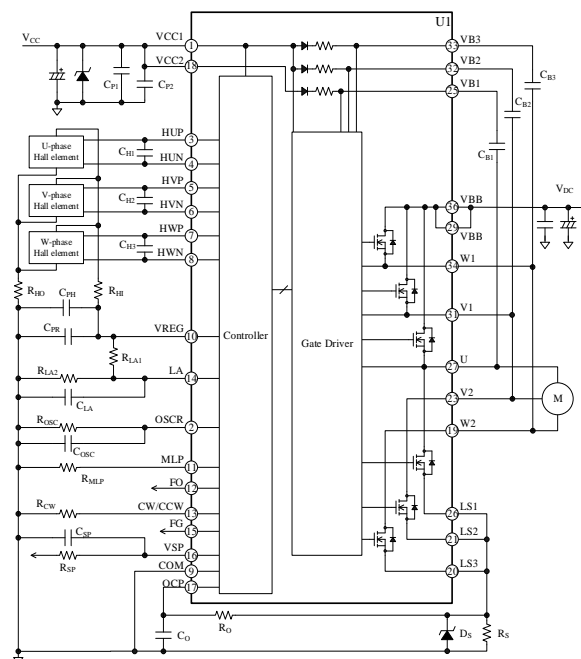 U1
VCC
VCC1
1
VCC2
18
CP1
CP2
33
VB3
32
VB2
25
VB1
CB3
CB2
CB1
U-phase
Hall element
HUP
3
CH1
HUN
4
V-phase
Hall element
HVP
5
CH2
HVN
6
W-phase
Hall element
HWP
7
CH3
HWN
8
RHO
CPH
RHI
CPR
VREG
10
RLA1
RLA2
LA
14
CLA
ROSC
OSCR
2
COSC
MLP
11
RMLP
FO
12
RCW
CW/CCW
13
FG
15
CSP
VSP
16
RSP
COM
9
OCP
17
Controller
Gate Driver
36
VBB
VDC
29
VBB
34
W1
31
V1
27
U
23
V2
M
19
W2
26
LS1
21
LS2
20
LS3
RO
CO
DS
RS